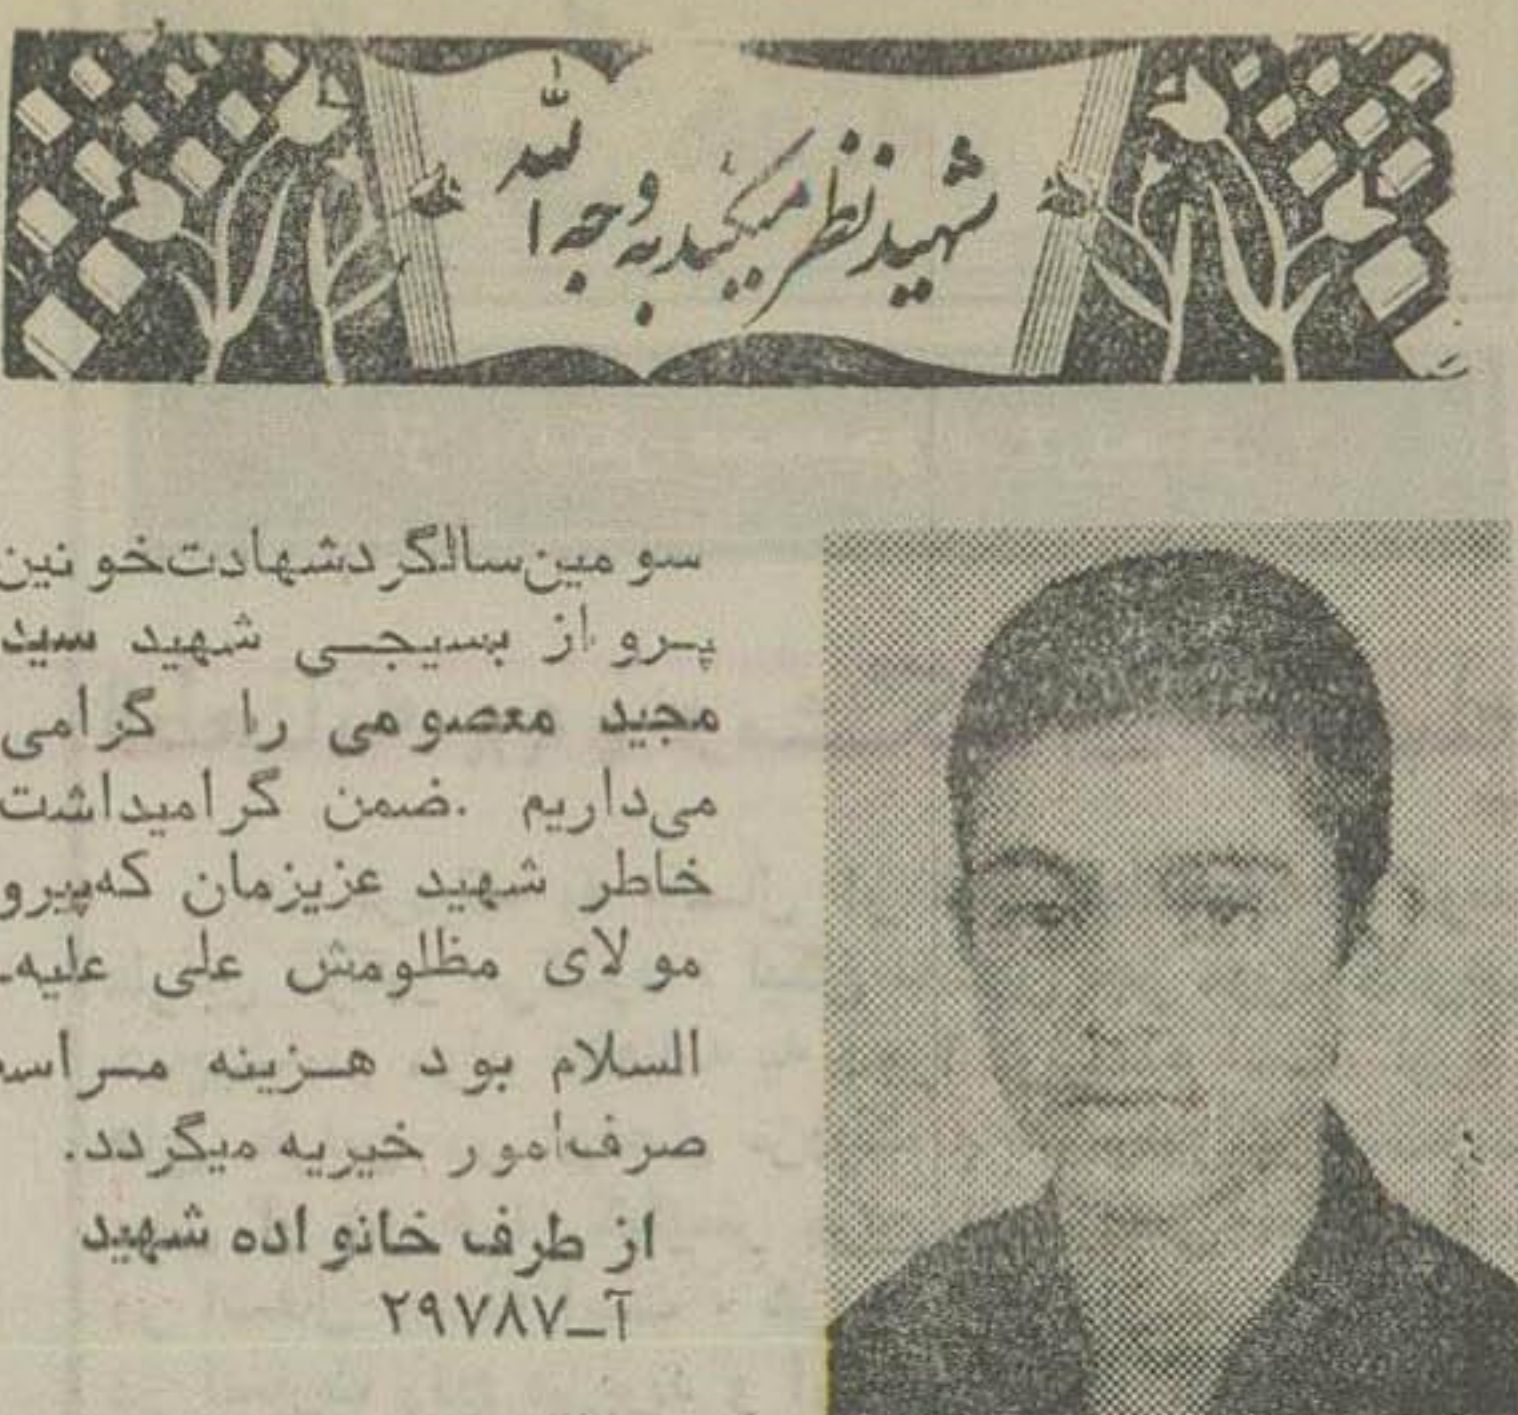 شهید نظر میکند به وجه الله
سومین سالگرد شهادت خونین
پرواز بسیجی شهید سید
مجید معصومی را گرامی
می‌داریم .ضمن گرامیداشت
خاطر شهید عزیزمان که پیرو
مولای مظلومش علی علیه‌ـ
السلام بود هزینه مراسم
صرف امور خیریه میگردد.
از طرف خانواده شهید
آ_۲۹۷۸۷